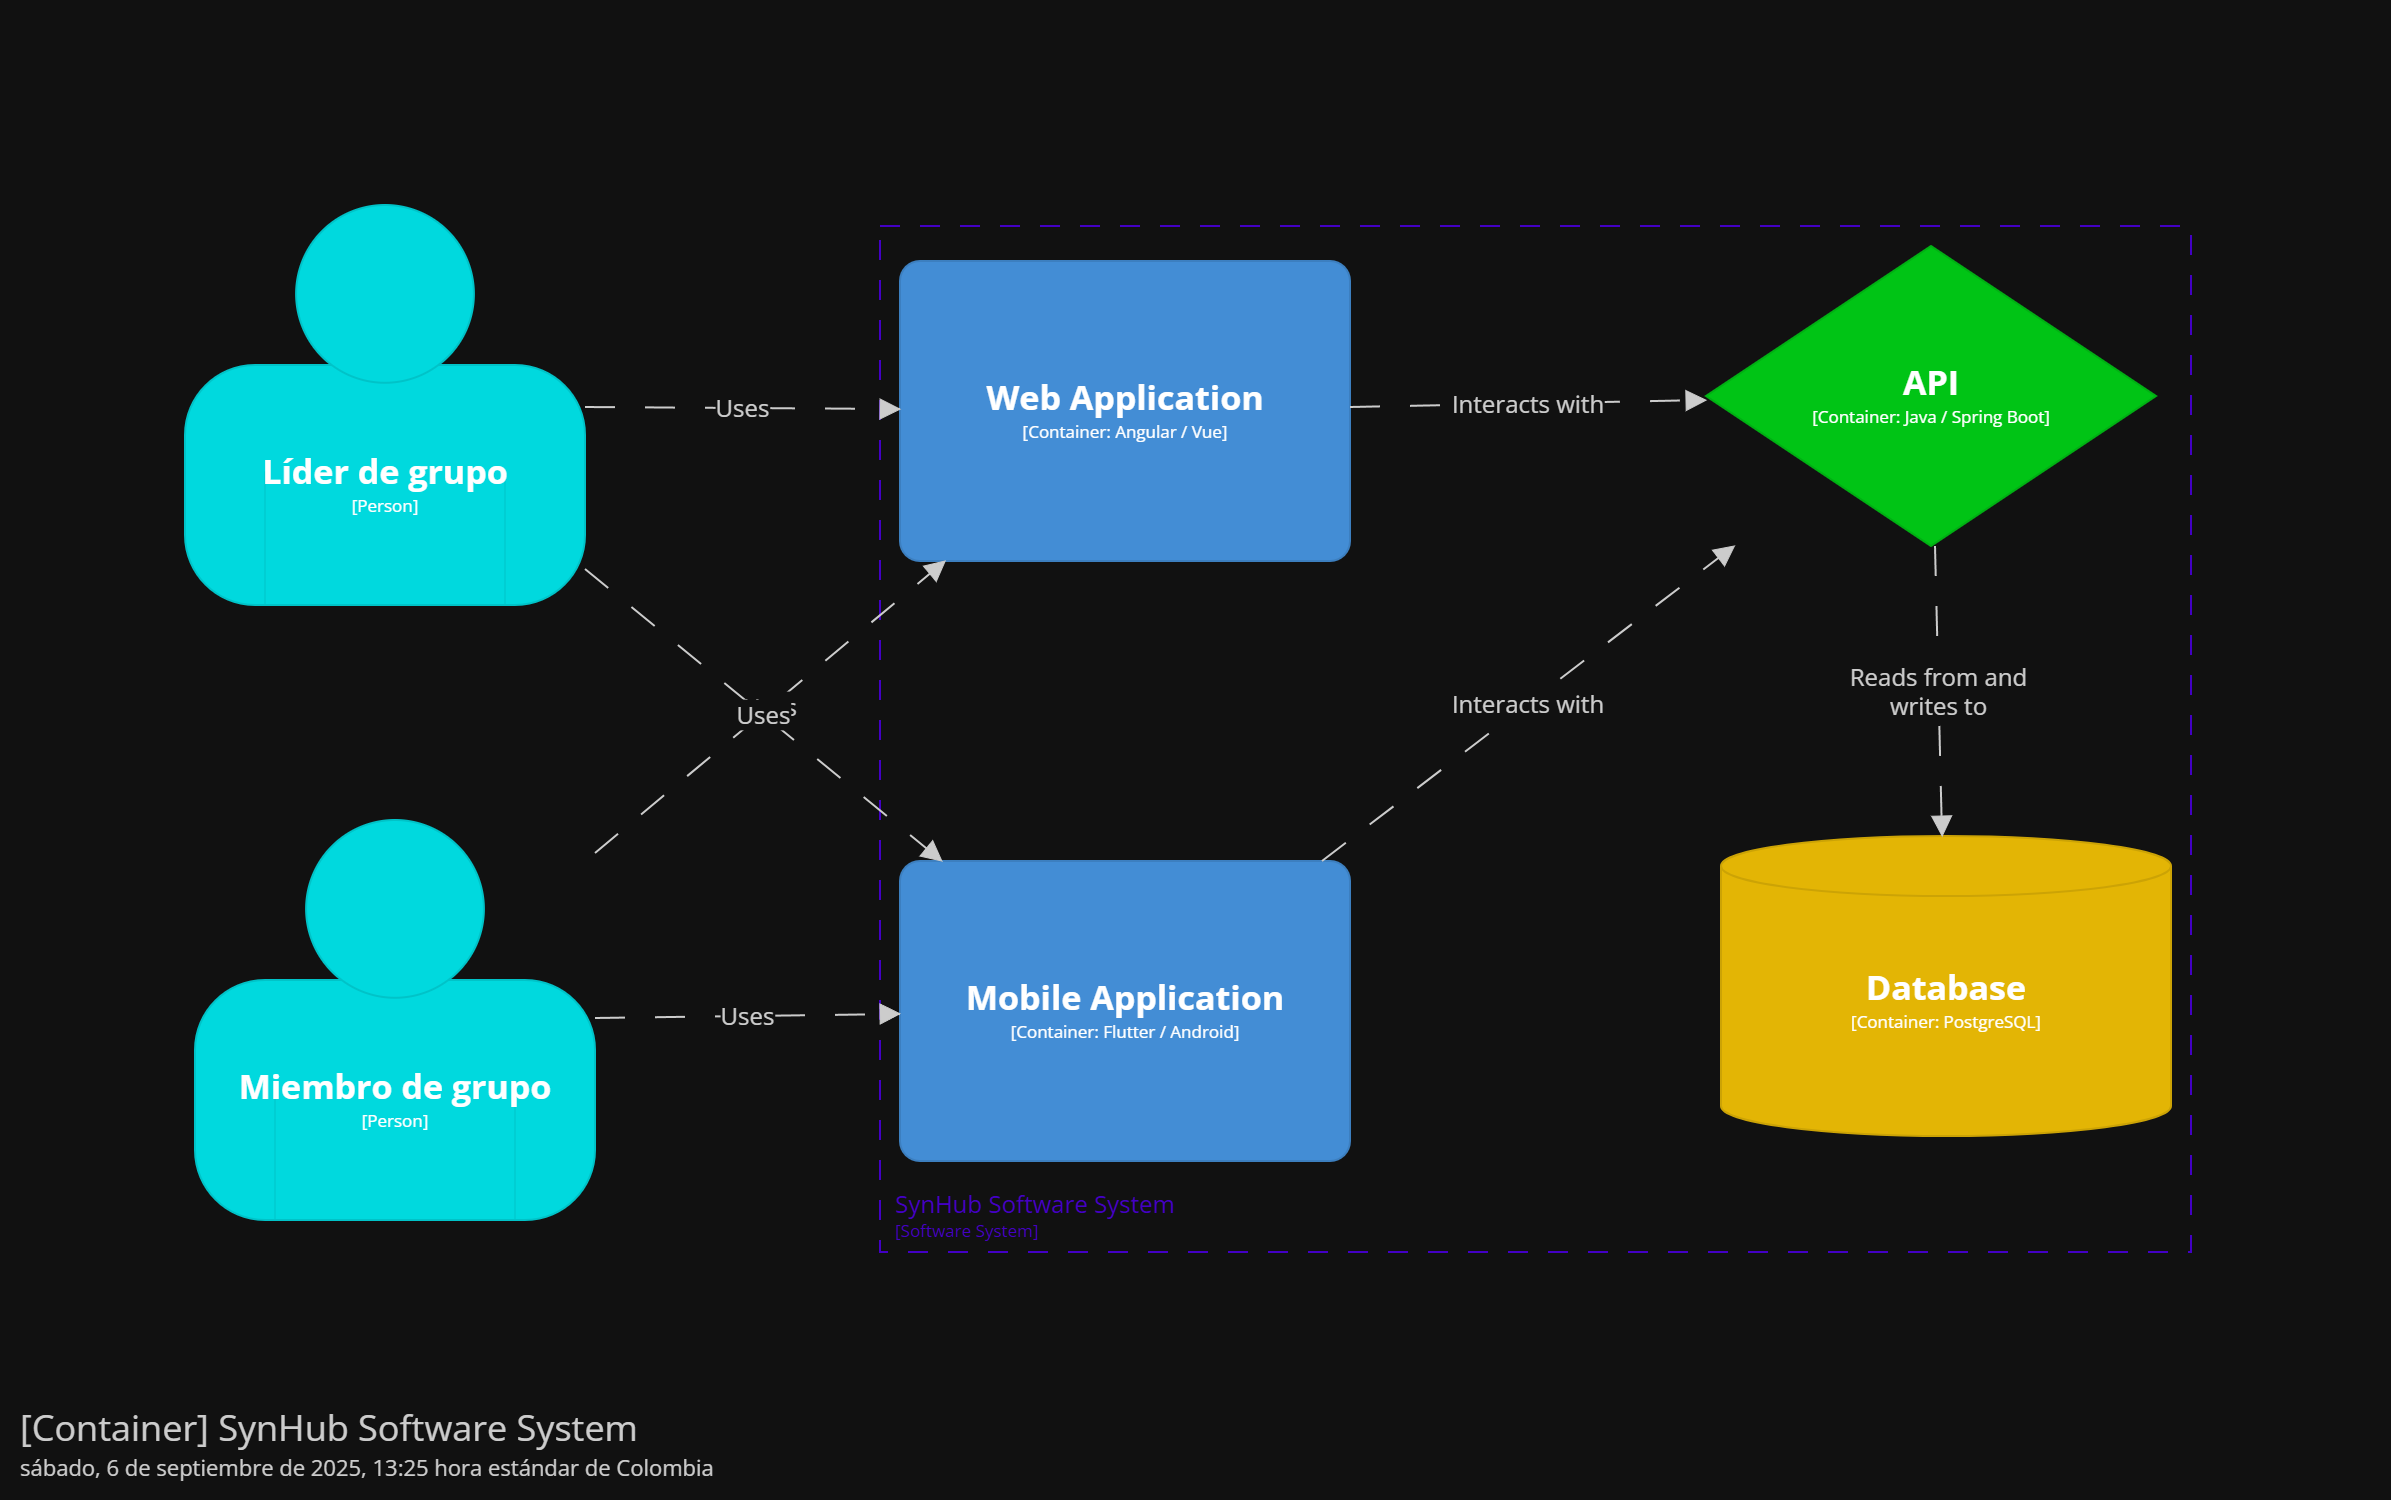 Líder de grupo
[Person]
Uses
Web Application
[Container: Angular / Vue]
Interacts with
API
[Container: Java / Spring Boot]
Uses
Interacts with
Reads from and
writes to
Miembro de grupo
[Person]
Uses
Mobile Application
[Container: Flutter / Android]
Database
[Container: PostgreSQL]
SynHub Software System
[Software System]
[Container] SynHub Software System
sábado, 6 de septiembre de 2025, 13:25 hora estándar de Colombia